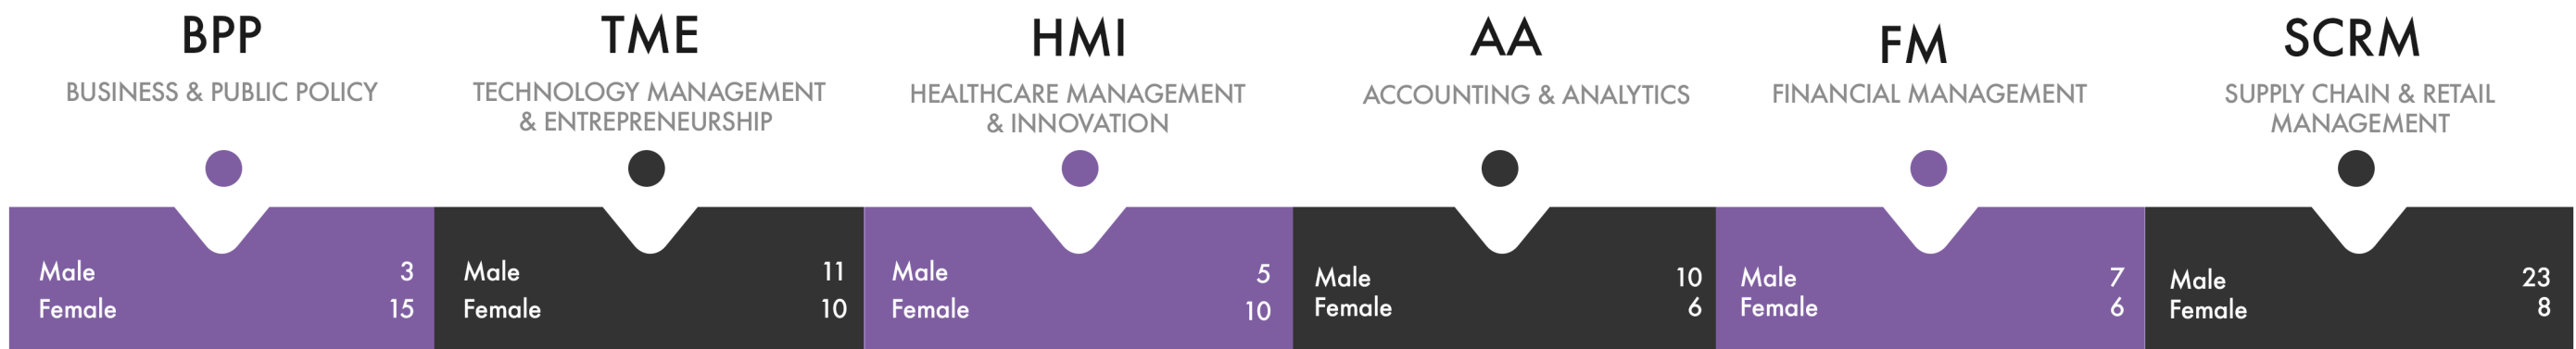 BPP
BUSINESS & PUBLIC POLICY
Male 3
Female 15
TME
TECHNOLOGY MANAGEMENT
& ENTREPRENEURSHIP
Male 11
Female 10
HMI
HEALTHCARE MANAGEMENT
& INNOVATION
Male 5
Female 10
AA
ACCOUNTING & ANALYTICS
Male 10
Female 6
FM
FINANCIAL MANAGEMENT
Male 7
Female 6
SCRM
SUPPLY CHAIN & RETAIL
MANAGEMENT
Male 23
Female 8